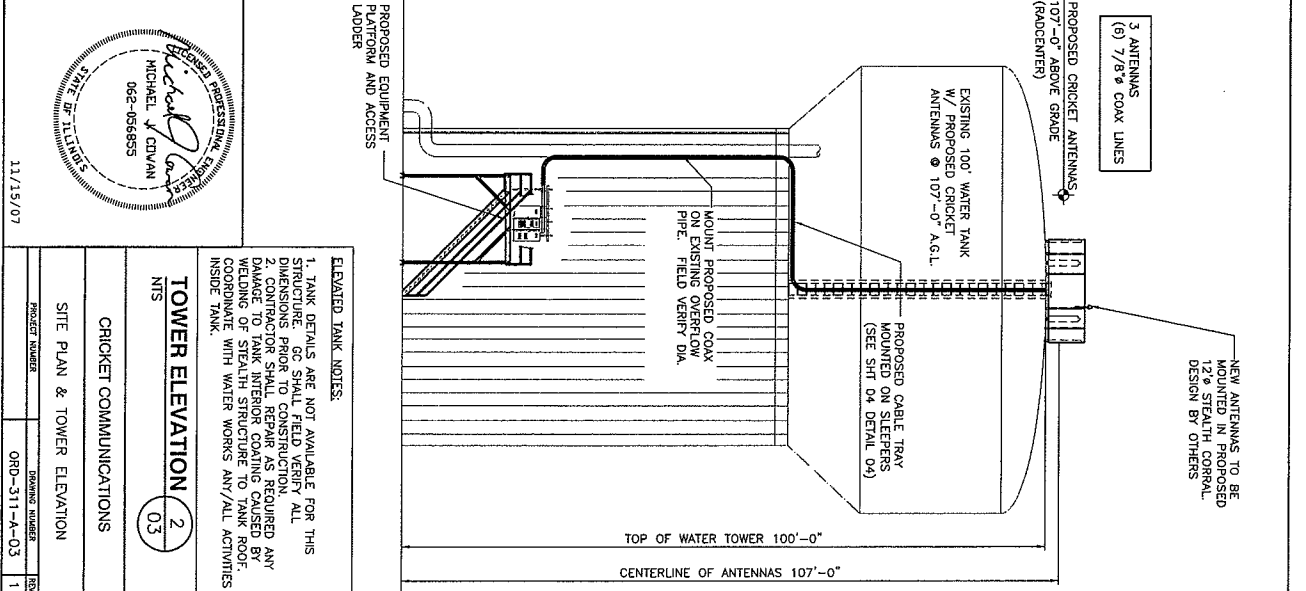 3 ANTENNAS
(6) 7/8"ø COAX LINES
PROPOSED CRICKET ANTENNAS
107'-0" ABOVE GRADE
(RADCENTER)
NEW ANTENNAS TO BE
MOUNTED IN PROPOSED
12'ø STEALTH CORRAL.
DESIGN BY OTHERS
EXISTING 100' WATER TANK
W/ PROPOSED CRICKET
ANTENNAS @ 107'-0" A.G.L.
PROPOSED CABLE TRAY
MOUNTED ON SLEEPERS
(SEE SHT 04 DETAIL 04)
MOUNT PROPOSED COAX
ON EXISTING OVERFLOW
PIPE. FIELD VERIFY DIA.
PROPOSED EQUIPMENT
PLATFORM AND ACCESS
LADDER
TOP OF WATER TOWER 100'-0"
CENTERLINE OF ANTENNAS 107'-0"
ELEVATED TANK NOTES:
1. TANK DETAILS ARE NOT AVAILABLE FOR THIS
STRUCTURE. GC SHALL FIELD VERIFY ALL
DIMENSIONS PRIOR TO CONSTRUCTION.
2. CONTRACTOR SHALL REPAIR AS REQUIRED ANY
DAMAGE TO TANK INTERIOR COATING CAUSED BY
WELDING OF STEALTH STRUCTURE TO TANK ROOF.
COORDINATE WITH WATER WORKS ANY/ALL ACTIVITIES
INSIDE TANK.
TOWER ELEVATION 2
NTS 03
CRICKET COMMUNICATIONS
SITE PLAN & TOWER ELEVATION
PROJECT NUMBER DRAWING NUMBER REV
ORD-311-A-03 1
LICENSED PROFESSIONAL ENGINEER
Michael J Cowan
MICHAEL J COWAN
062-056855
STATE OF ILLINOIS
11/15/07